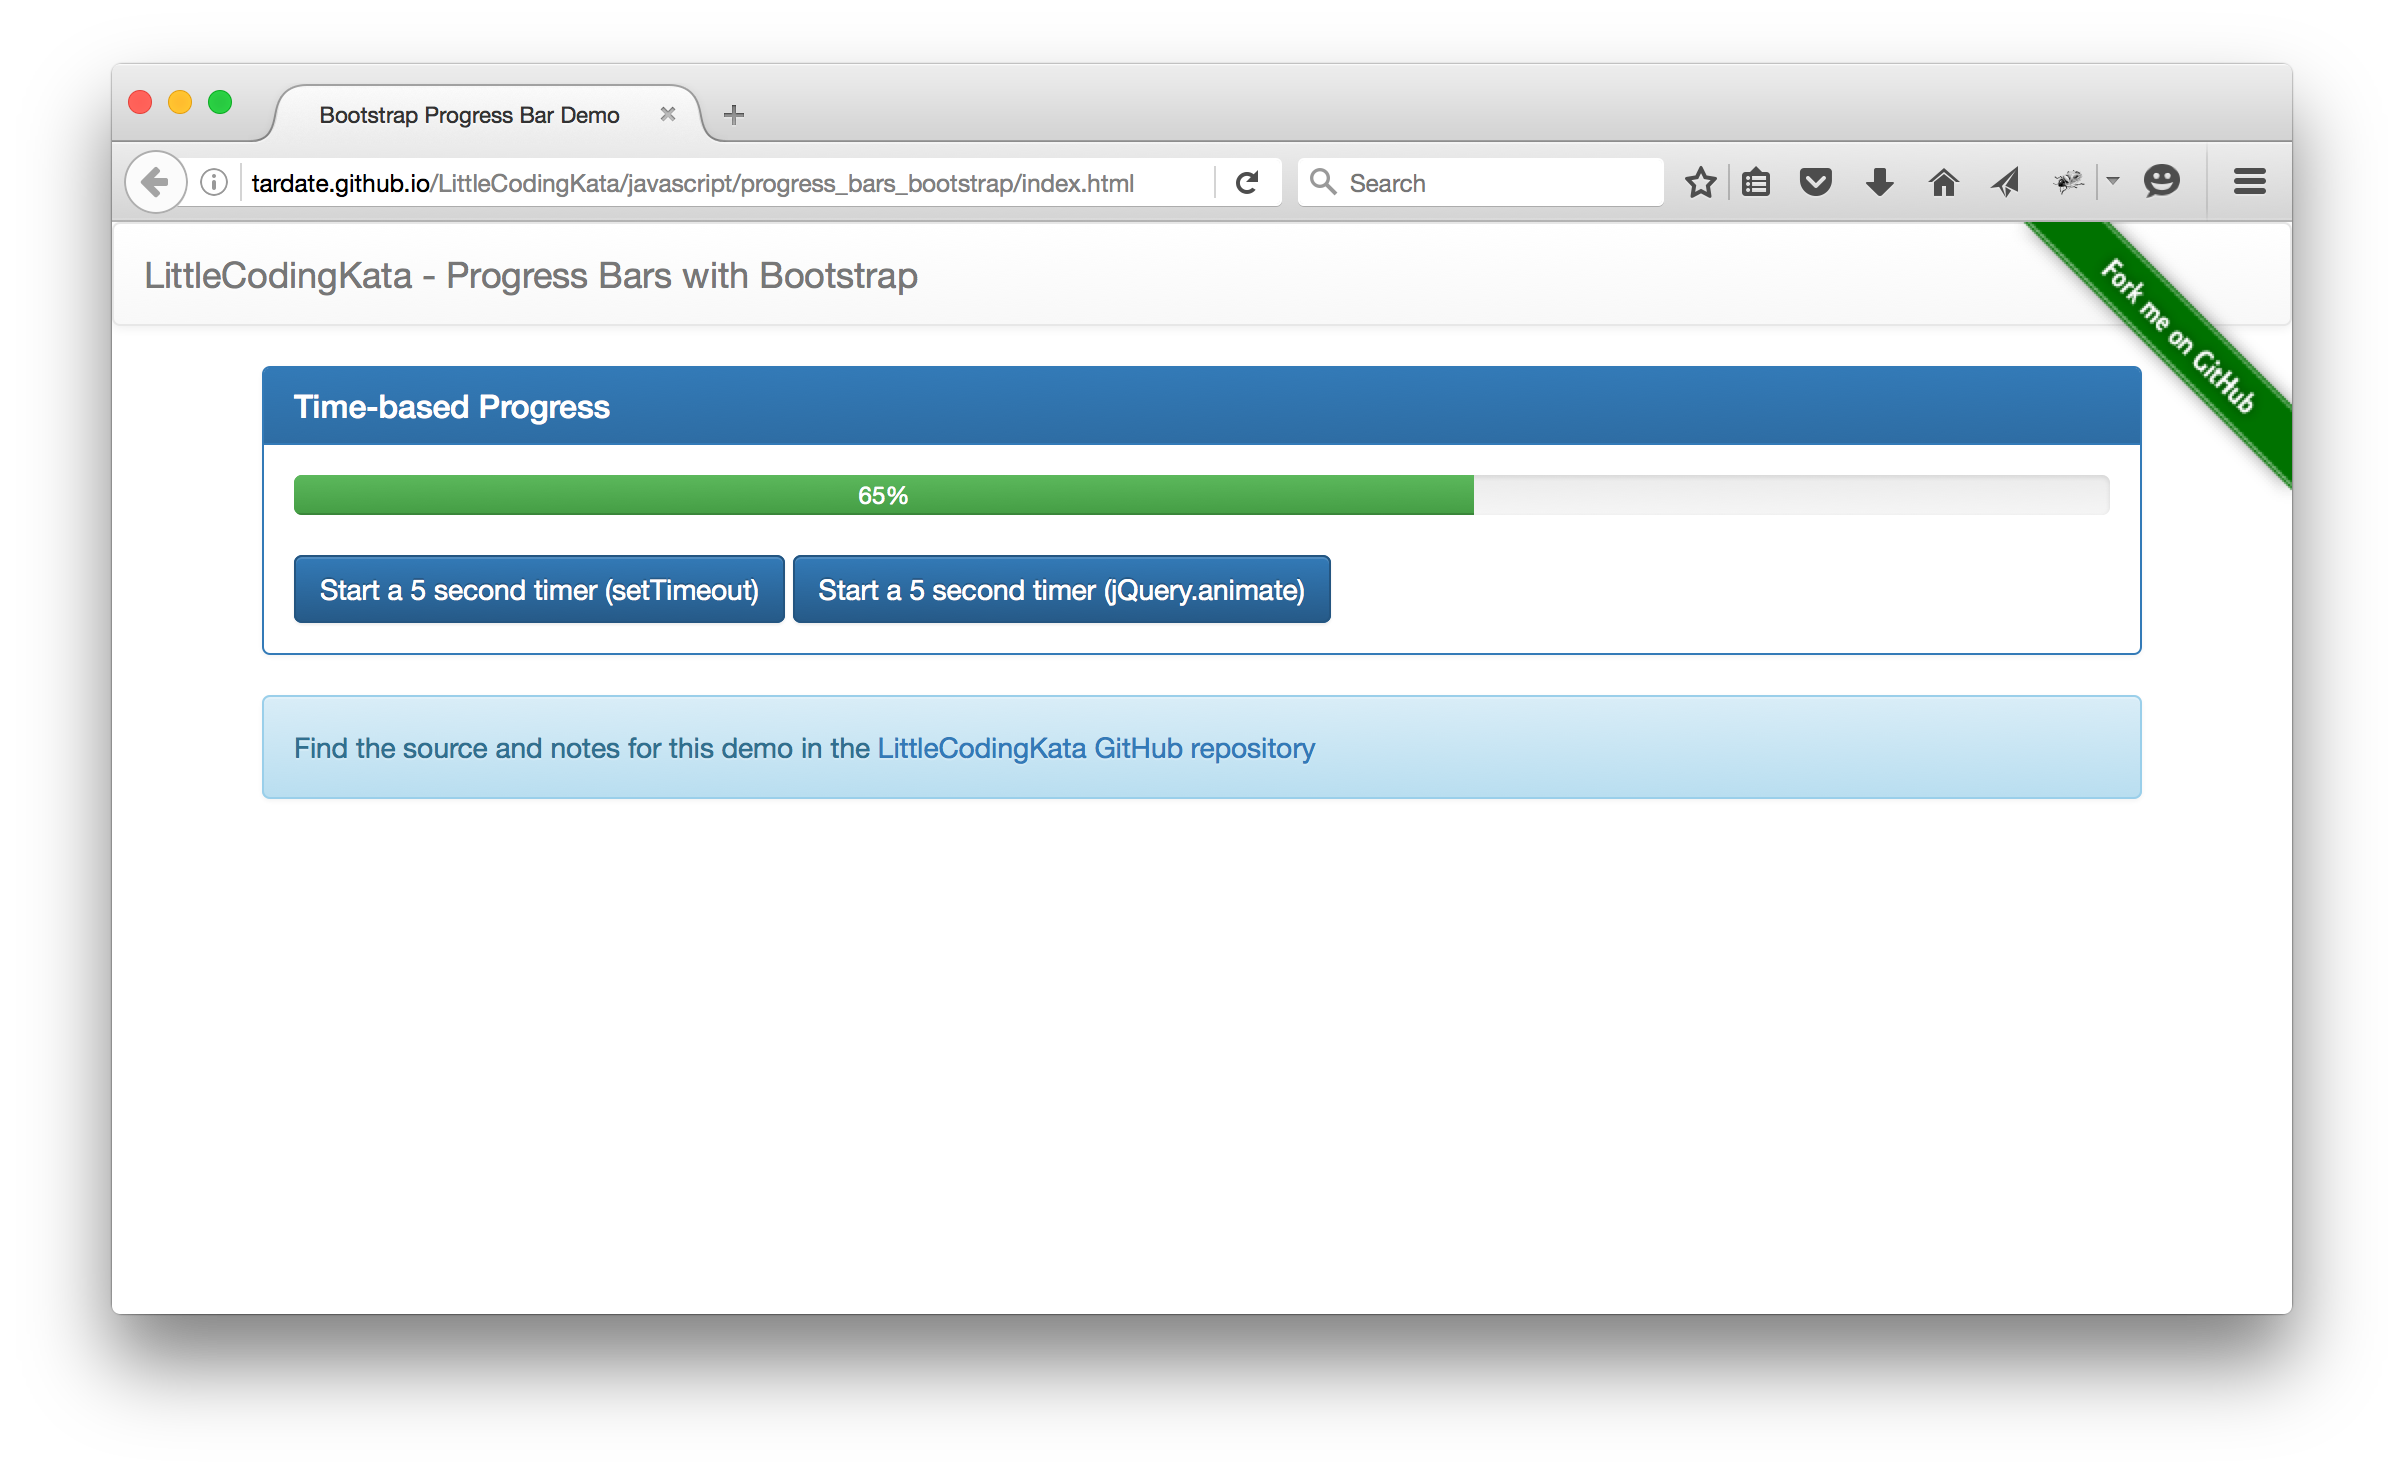 Bootstrap Progress Bar Demo
tardate.github.io/LittleCodingKata/javascript/progress_bars_bootstrap/index.html
Search
LittleCodingKata - Progress Bars with Bootstrap
Fork me on GitHub
Time-based Progress
65%
Start a 5 second timer (setTimeout)
Start a 5 second timer (jQuery.animate)
Find the source and notes for this demo in the LittleCodingKata GitHub repository